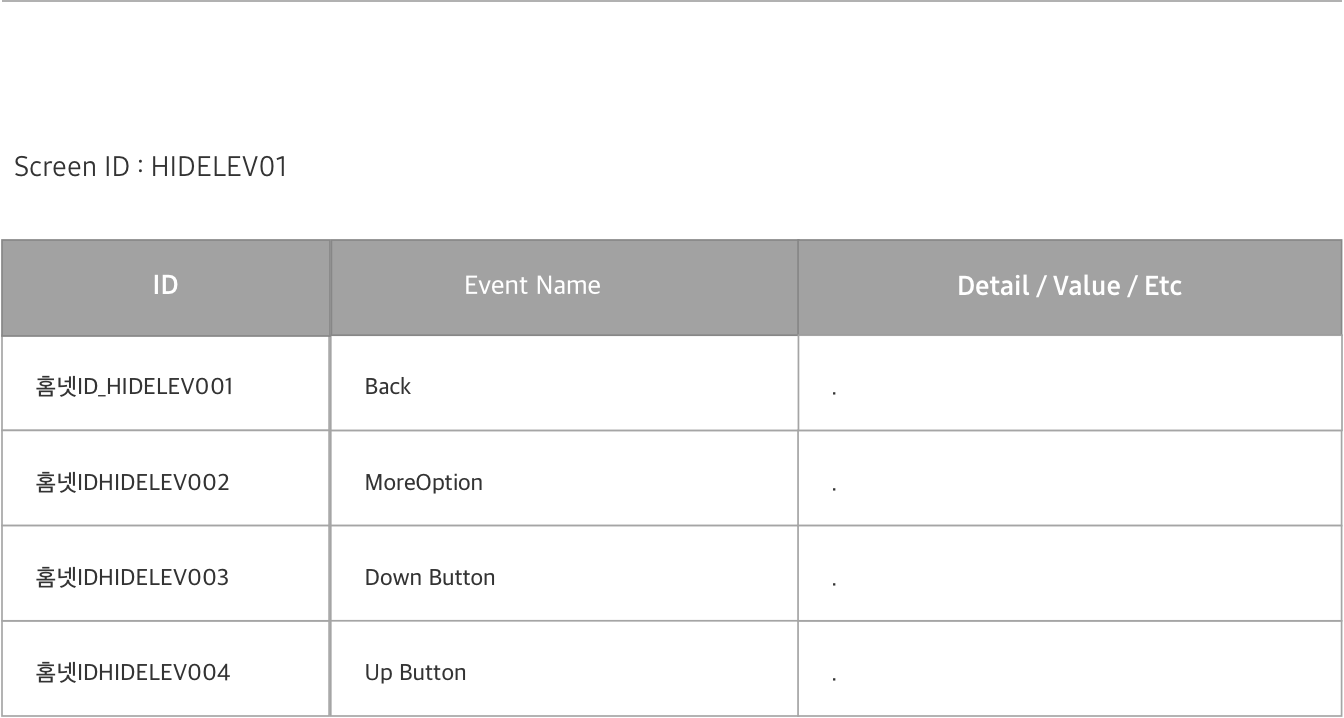 Screen ID : HIDELEV01
ID Event Name Detail / Value / Etc
홈넷ID_HIDELEV001 Back .
홈넷IDHIDELEV002 MoreOption .
홈넷IDHIDELEV003 Down Button .
홈넷IDHIDELEV004 Up Button .